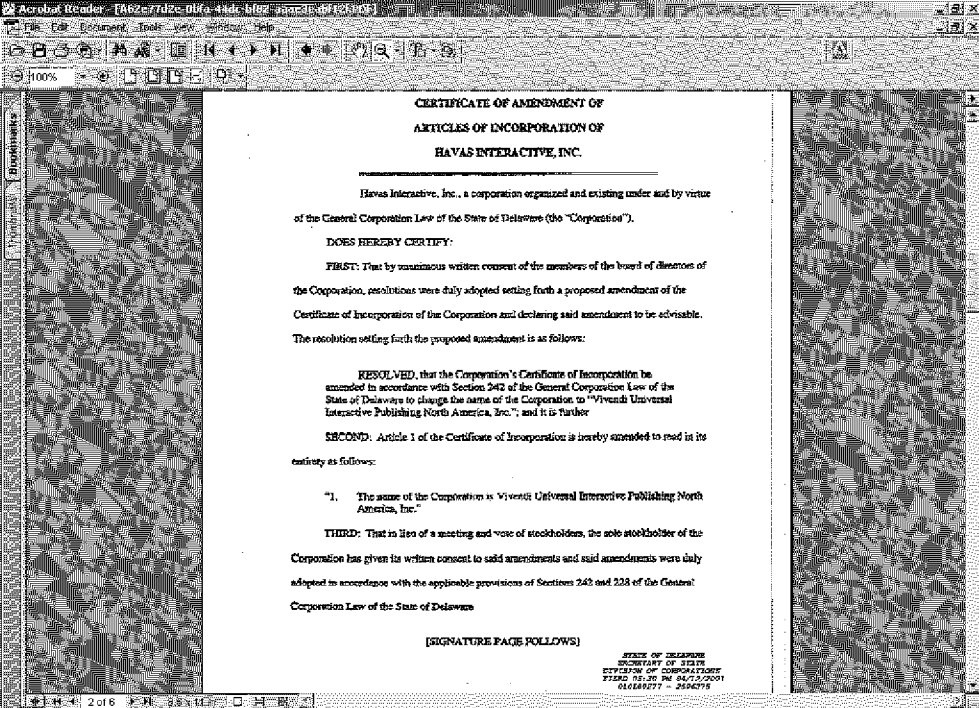 Acrobat Reader
File Edit Document Tools View Window Help
100%
Bookmarks
Thumbnails
CERTIFICATE OF AMENDMENT OF
ARTICLES OF INCORPORATION OF
HAVAS INTERACTIVE, INC.
Havas Interactive, Inc., a corporation organized and existing under and by virtue
of the General Corporation Law of the State of Delaware (the "Corporation").
DOES HEREBY CERTIFY:
FIRST: That by unanimous written consent of the members of the board of directors of
the Corporation, resolutions were duly adopted setting forth a proposed amendment of the
Certificate of Incorporation of the Corporation and declaring said amendment to be advisable.
The resolution setting forth the proposed amendment is as follows:
RESOLVED, that the Corporation's Certificate of Incorporation be
amended in accordance with Section 242 of the General Corporation Law of the
State of Delaware to change the name of the Corporation to "Vivendi Universal
Interactive Publishing North America, Inc."; and it is further
SECOND: Article 1 of the Certificate of Incorporation is hereby amended to read in its
entirety as follows:
"1. The name of the Corporation is Vivendi Universal Interactive Publishing North
America, Inc."
THIRD: That in lieu of a meeting and vote of stockholders, the sole stockholder of the
Corporation has given its written consent to said amendments and said amendments were duly
adopted in accordance with the applicable provisions of Sections 242 and 228 of the General
Corporation Law of the State of Delaware
[SIGNATURE PAGE FOLLOWS]
STATE OF DELAWARE
SECRETARY OF STATE
DIVISION OF CORPORATIONS
FILED
2 of 6